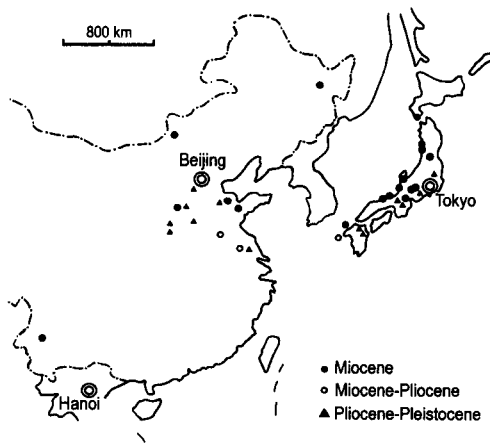 800 km
Beijing
Tokyo
Hanoi
Miocene
Miocene-Pliocene
Pliocene-Pleistocene